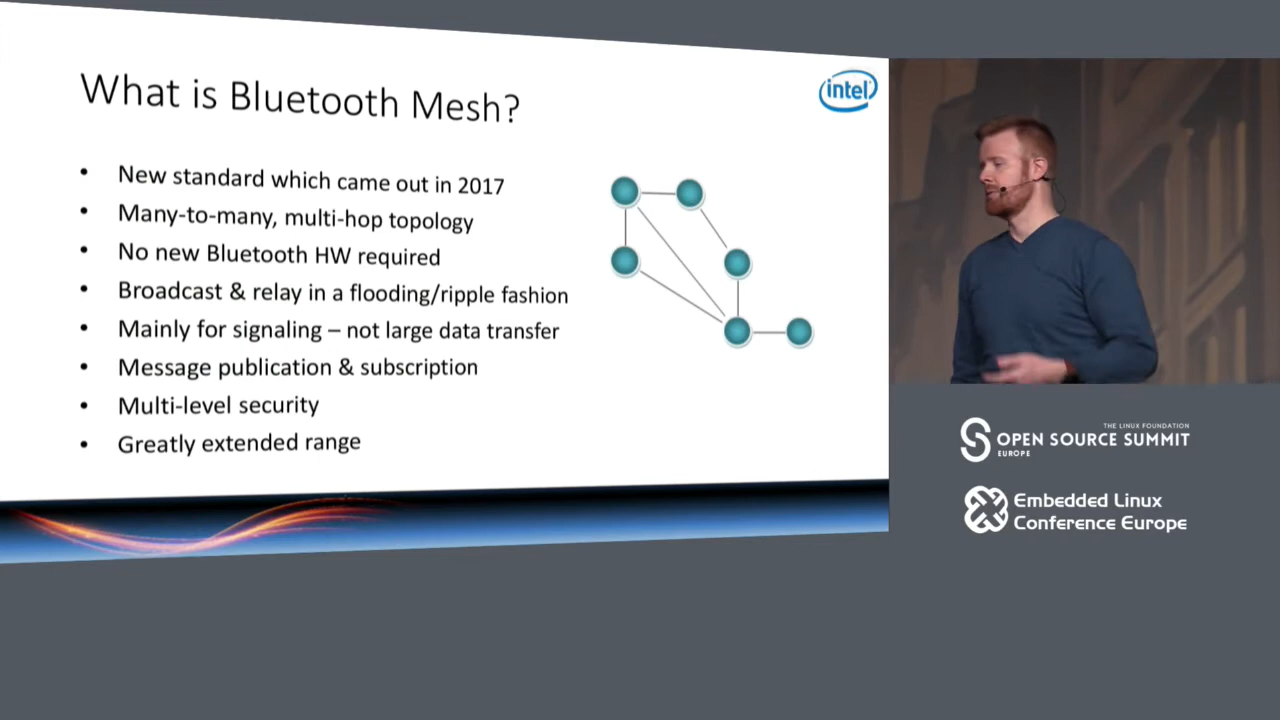 What is Bluetooth Mesh?
intel
• New standard which came out in 2017
• Many-to-many, multi-hop topology
• No new Bluetooth HW required
• Broadcast & relay in a flooding/ripple fashion
• Mainly for signaling – not large data transfer
• Message publication & subscription
• Multi-level security
• Greatly extended range
THE LINUX FOUNDATION
OPEN SOURCE SUMMIT
EUROPE
Embedded Linux
Conference Europe